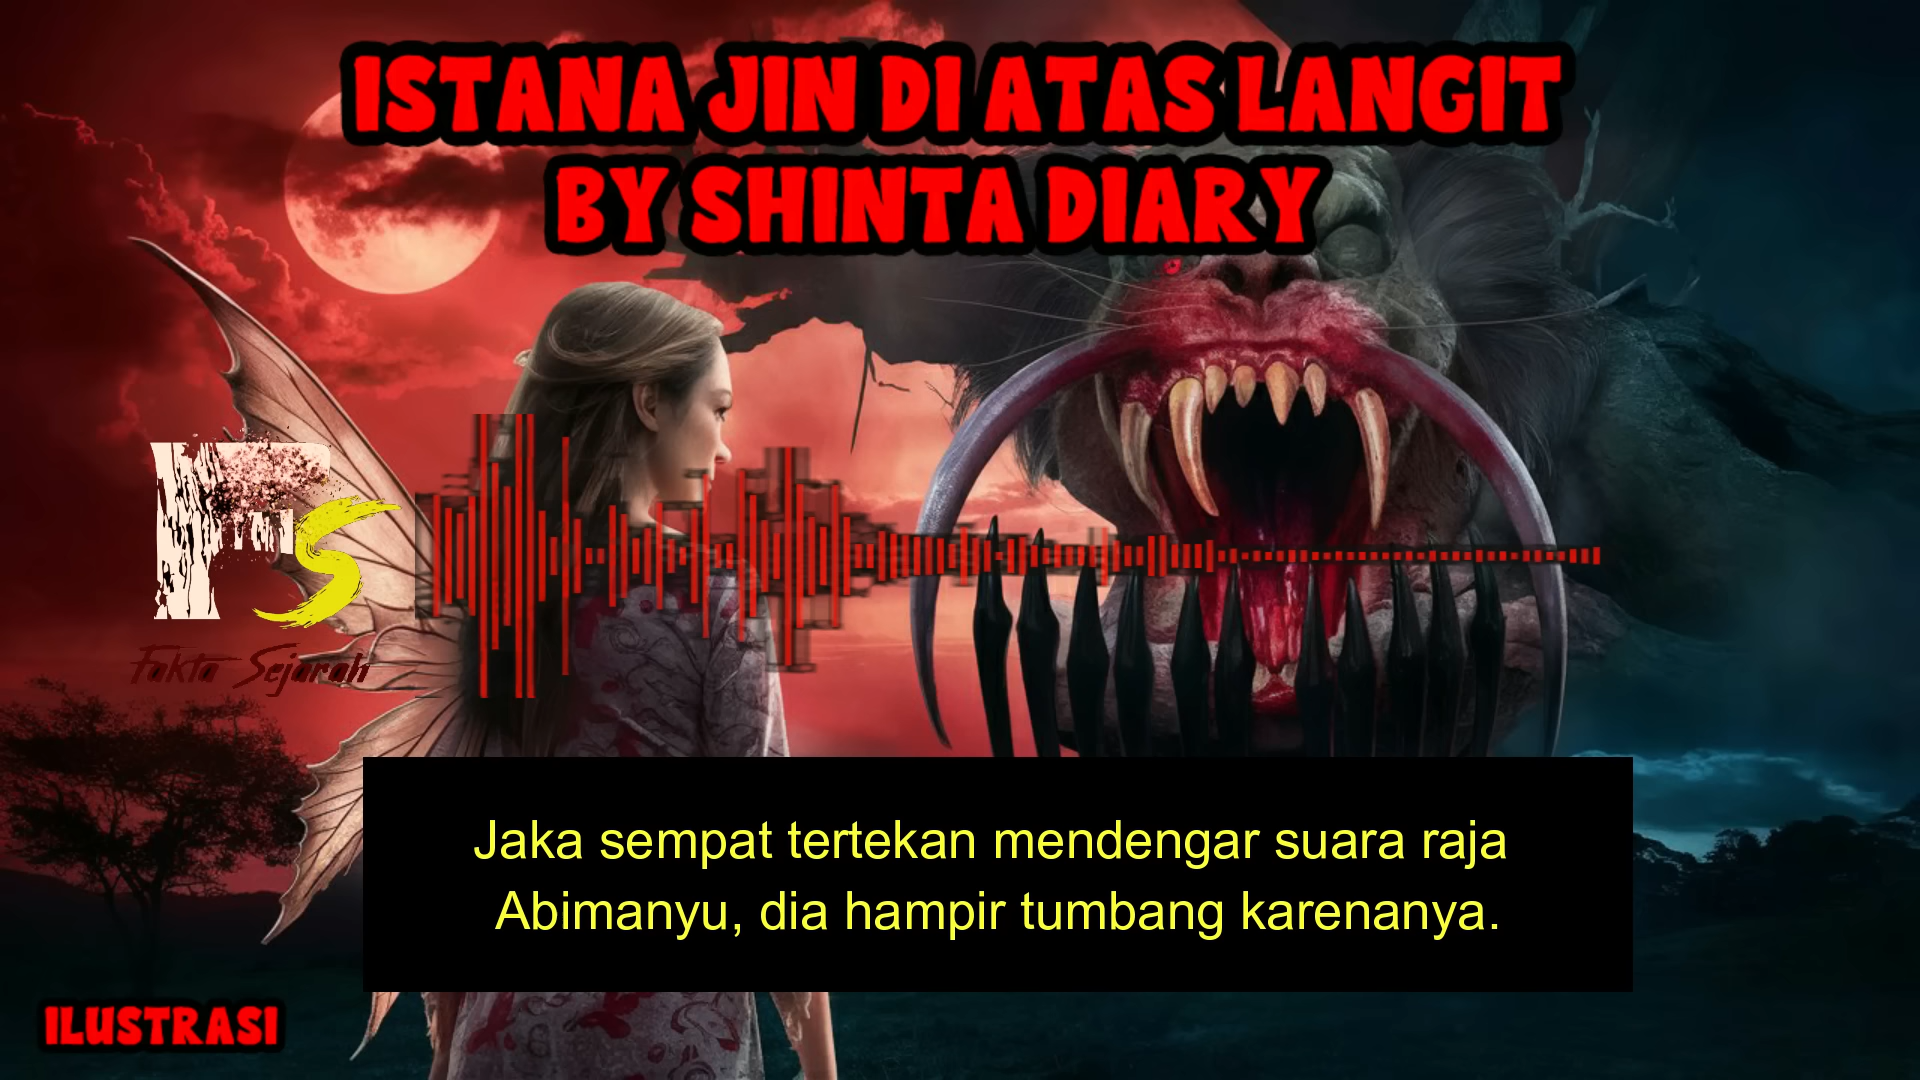 ISTANA JIN DI ATAS LANGIT
BY SHINTA DIARY
FS
Fakta Sejarah
Jaka sempat tertekan mendengar suara raja
Abimanyu, dia hampir tumbang karenanya.
ILUSTRASI